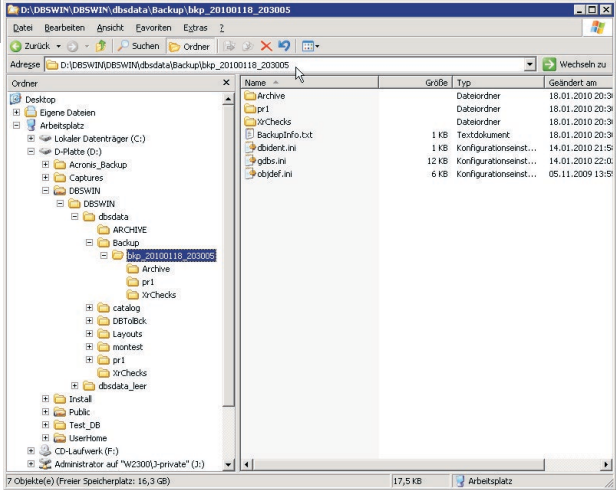 D:\DBSWIN\DBSWIN\dbsdata\Backup\bkp_20100118_203005
Datei Bearbeiten Ansicht Favoriten Extras ?
Zurück Suchen Ordner
Adresse D:\DBSWIN\DBSWIN\dbsdata\Backup\bkp_20100118_203005 Wechseln zu
Ordner
Desktop
Eigene Dateien
Arbeitsplatz
Lokaler Datenträger (C:)
D-Platte (D:)
Acronis_Backup
Captures
DBSWIN
DBSWIN
dbsdata
ARCHIVE
Backup
bkp_20100118_203005
Archive
pr1
XrChecks
catalog
DBToIBck
Layouts
montest
pr1
XrChecks
dbsdata_leer
Install
Public
Test_DB
UserHome
CD-Laufwerk (F:)
Administrator auf "W2300\J-private" (J:)
Name Größe Typ Geändert am
Archive Dateiordner 18.01.2010 20:3
pr1 Dateiordner 18.01.2010 20:3
XrChecks Dateiordner 18.01.2010 20:3
BackupInfo.txt 1 KB Textdokument 18.01.2010 20:3
dbident.ini 1 KB Konfigurationseinst... 14.01.2010 21:5
gdbs.ini 12 KB Konfigurationseinst... 14.01.2010 22:0
objdef.ini 6 KB Konfigurationseinst... 05.11.2009 13:5
7 Objekte(e) (Freier Speicherplatz: 16,3 GB) 17,5 KB Arbeitsplatz